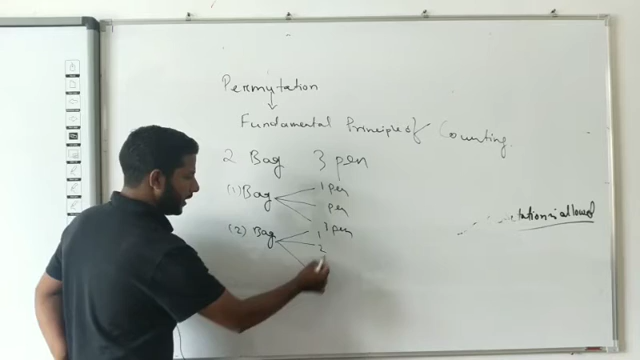 Permutation
Fundamental Principle of Counting
2 Bag 3 pen
(1) Bag 1 pen
pen
(2) Bag 1 pen
2
is allowed